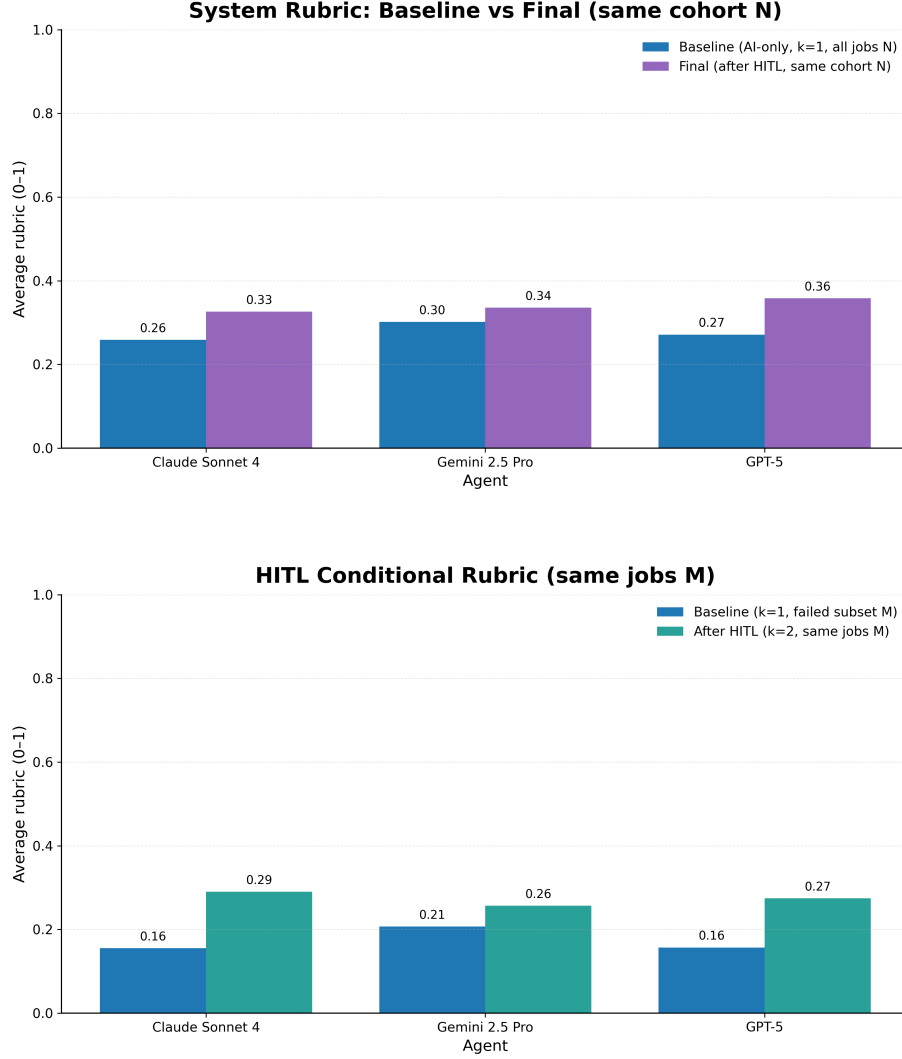 System Rubric: Baseline vs Final (same cohort N)
1.0
Baseline (AI-only, k=1, all jobs N)
Final (after HITL, same cohort N)
0.8
Average rubric (0–1)
0.6
0.4
0.26
0.33
0.30
0.34
0.27
0.36
0.2
0.0
Claude Sonnet 4
Gemini 2.5 Pro
GPT-5
Agent
HITL Conditional Rubric (same jobs M)
1.0
Baseline (k=1, failed subset M)
After HITL (k=2, same jobs M)
0.8
Average rubric (0–1)
0.6
0.4
0.16
0.29
0.21
0.26
0.16
0.27
0.2
0.0
Claude Sonnet 4
Gemini 2.5 Pro
GPT-5
Agent